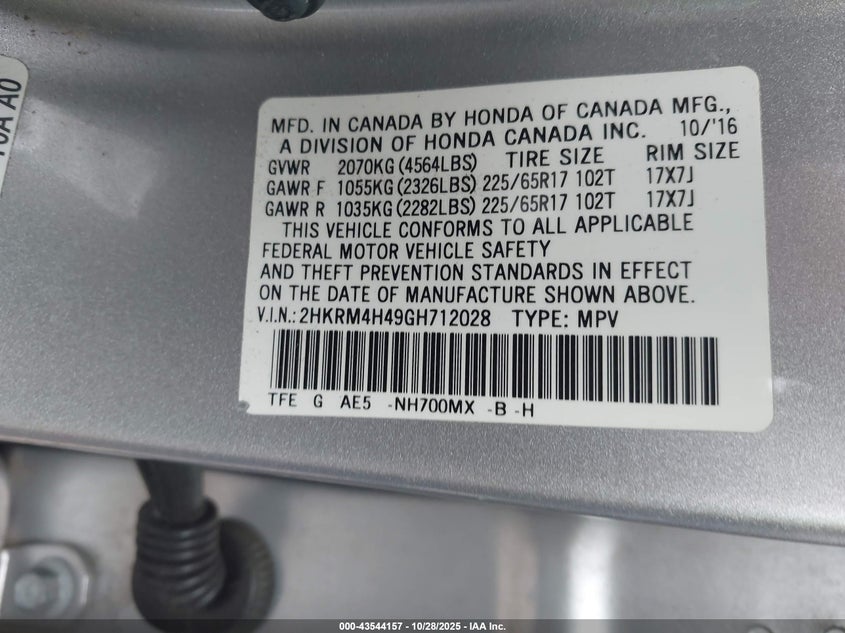 10A A0
MFD. IN CANADA BY HONDA OF CANADA MFG.,
A DIVISION OF HONDA CANADA INC. 10/'16
GVWR 2070KG (4564LBS) TIRE SIZE RIM SIZE
GAWR F 1055KG (2326LBS) 225/65R17 102T 17X7J
GAWR R 1035KG (2282LBS) 225/65R17 102T 17X7J
THIS VEHICLE CONFORMS TO ALL APPLICABLE
FEDERAL MOTOR VEHICLE SAFETY
AND THEFT PREVENTION STANDARDS IN EFFECT
ON THE DATE OF MANUFACTURE SHOWN ABOVE.
V.I.N.: 2HKRM4H49GH712028 TYPE: MPV
TFE G AE5 -NH700MX -B -H
000-43544157 - 10/28/2025 - IAA Inc.